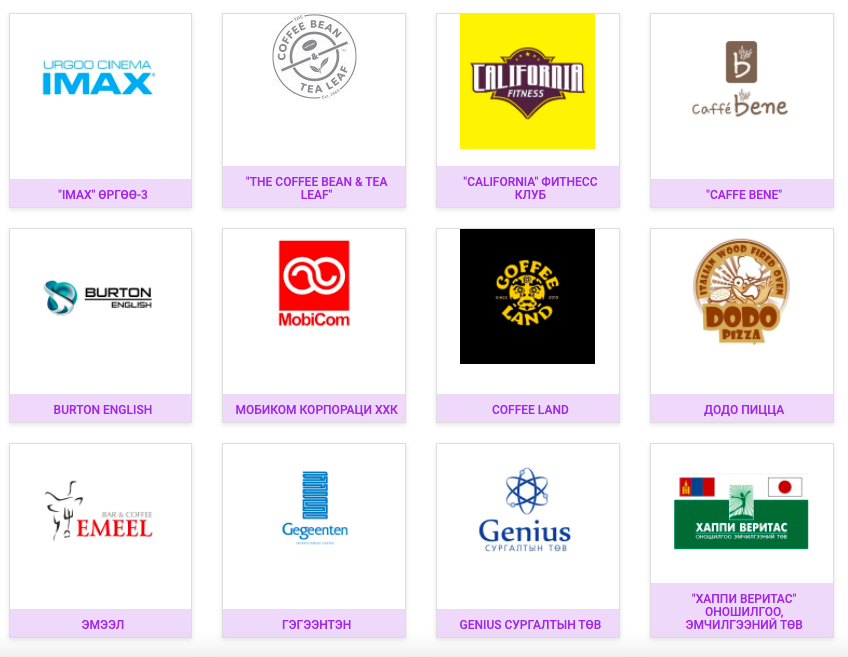 URGOO CINEMA
IMAX
"IMAX" ӨРГӨӨ-3
THE
COFFEE BEAN
&
TEA LEAF
"THE COFFEE BEAN & TEA
LEAF"
CALIFORNIA
FITNESS
"CALIFORNIA" ФИТНЕСС
КЛУБ
b
Caffé bene
"CAFFE BENE"
BURTON
ENGLISH
BURTON ENGLISH
MobiCom
МОБИКОМ КОРПОРАЦИ ХХК
COFFEE
SINCE
LAND
COFFEE LAND
ITALIAN WOOD FIRED OVEN
DODO
PIZZA
ДОДО ПИЦЦА
BAR & COFFEE
EMEEL
ЭМЭЭЛ
Gegeenten
ГЭГЭЭНТЭН
Genius
СУРГАЛТЫН ТӨВ
GENIUS СУРГАЛТЫН ТӨВ
ХАППИ ВЕРИТАС
ОНОШИЛГОО ЭМЧИЛГЭЭНИЙ ТӨВ
"ХАППИ ВЕРИТАС"
ОНОШИЛГОО,
ЭМЧИЛГЭЭНИЙ ТӨВ